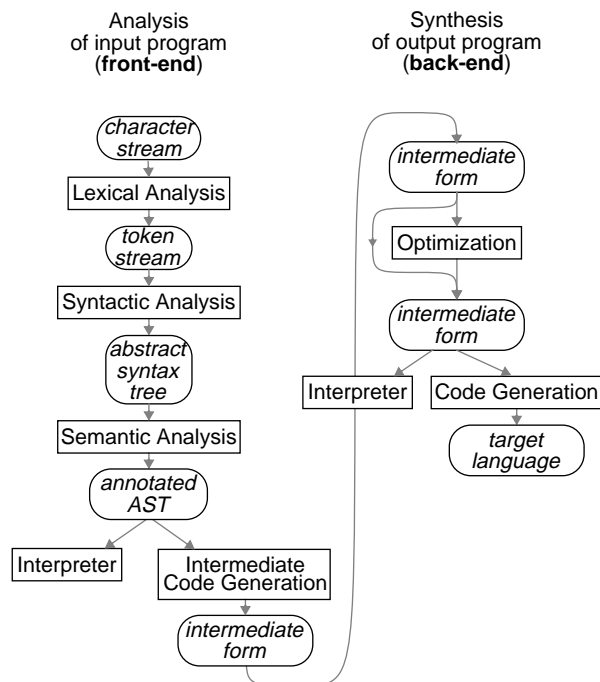 Analysis
of input program
(front-end)
character
stream
Lexical Analysis
token
stream
Syntactic Analysis
abstract
syntax
tree
Semantic Analysis
annotated
AST
Interpreter
Intermediate
Code Generation
intermediate
form
Synthesis
of output program
(back-end)
intermediate
form
Optimization
intermediate
form
Interpreter
Code Generation
target
language